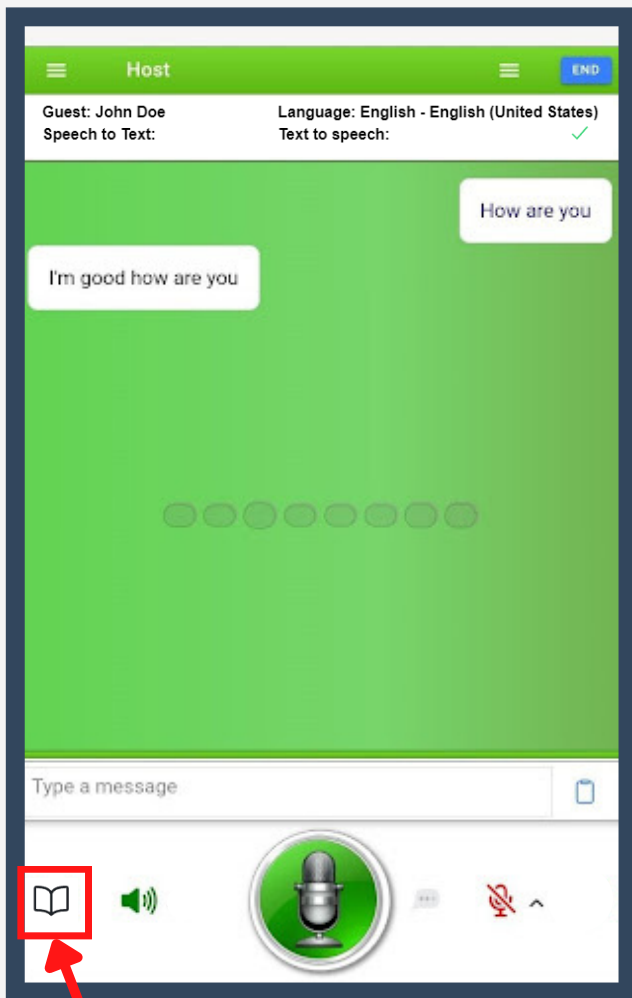 Host
END
Guest: John Doe
Language: English - English (United States)
Speech to Text:
Text to speech:
How are you
I'm good how are you
Type a message